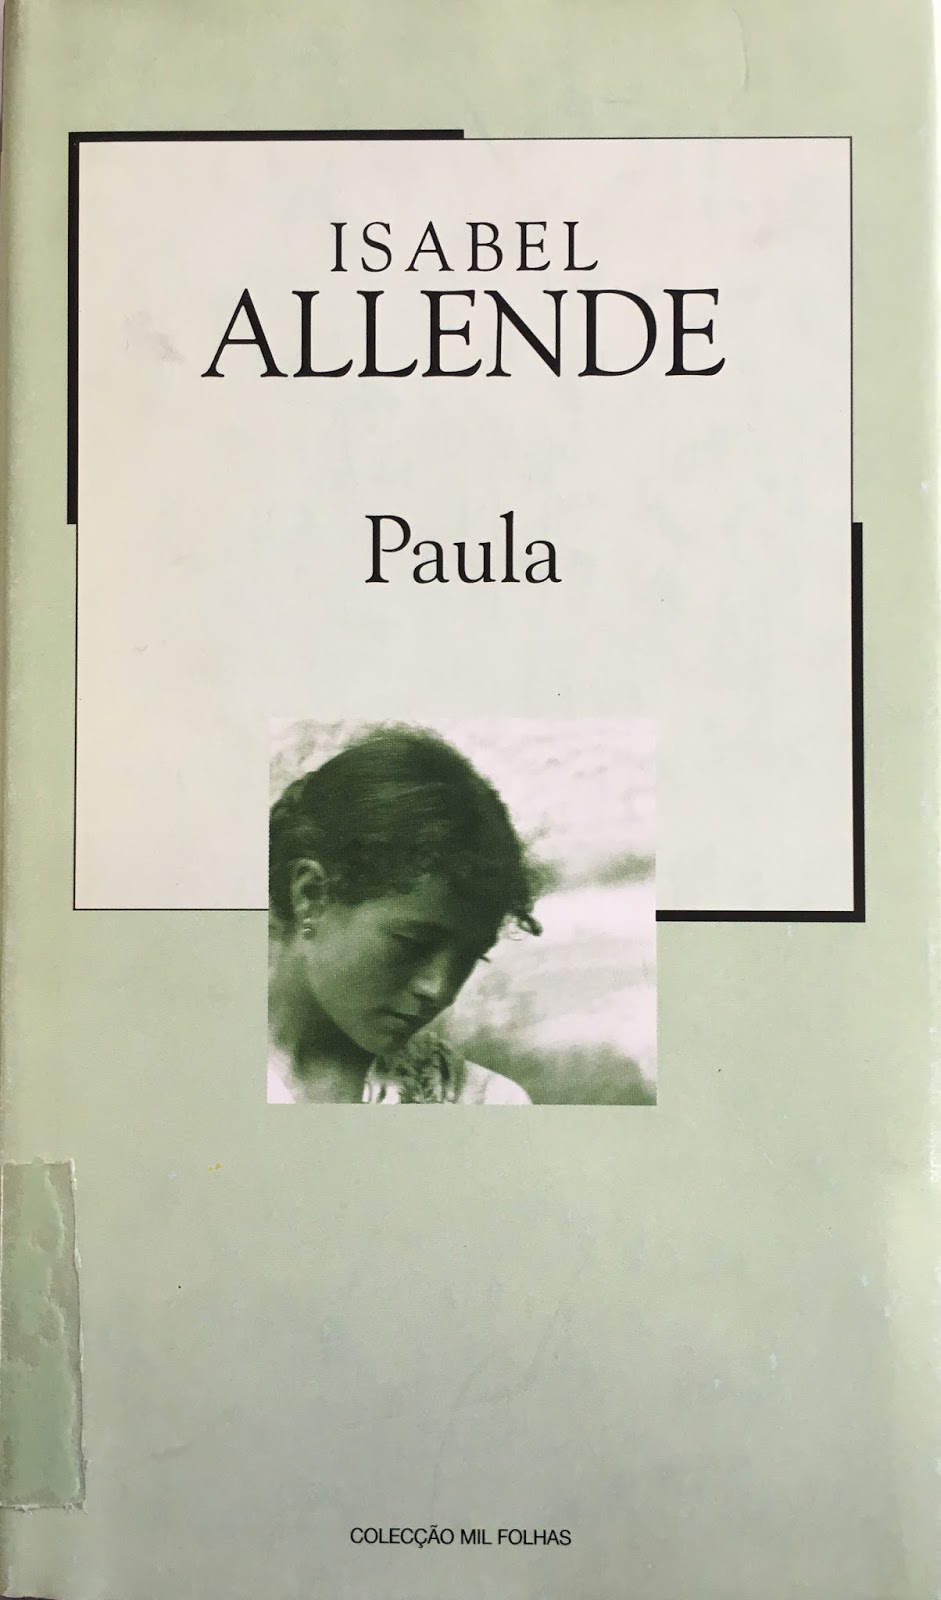 ISABEL
ALLENDE
Paula
COLECÇÃO MIL FOLHAS